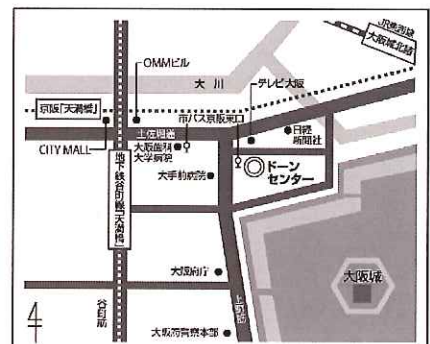 JR東西線
大阪城北詰
OMMビル
大川
テレビ大阪
京阪「天満橋」
市バス京阪東口
土佐堀通
日経
新聞社
CITY MALL
大阪歯科
大学病院
ドーン
センター
大手前病院
地下鉄谷町線「天満橋」
大阪府庁
大阪城
谷町筋
上町筋
大阪府警察本部